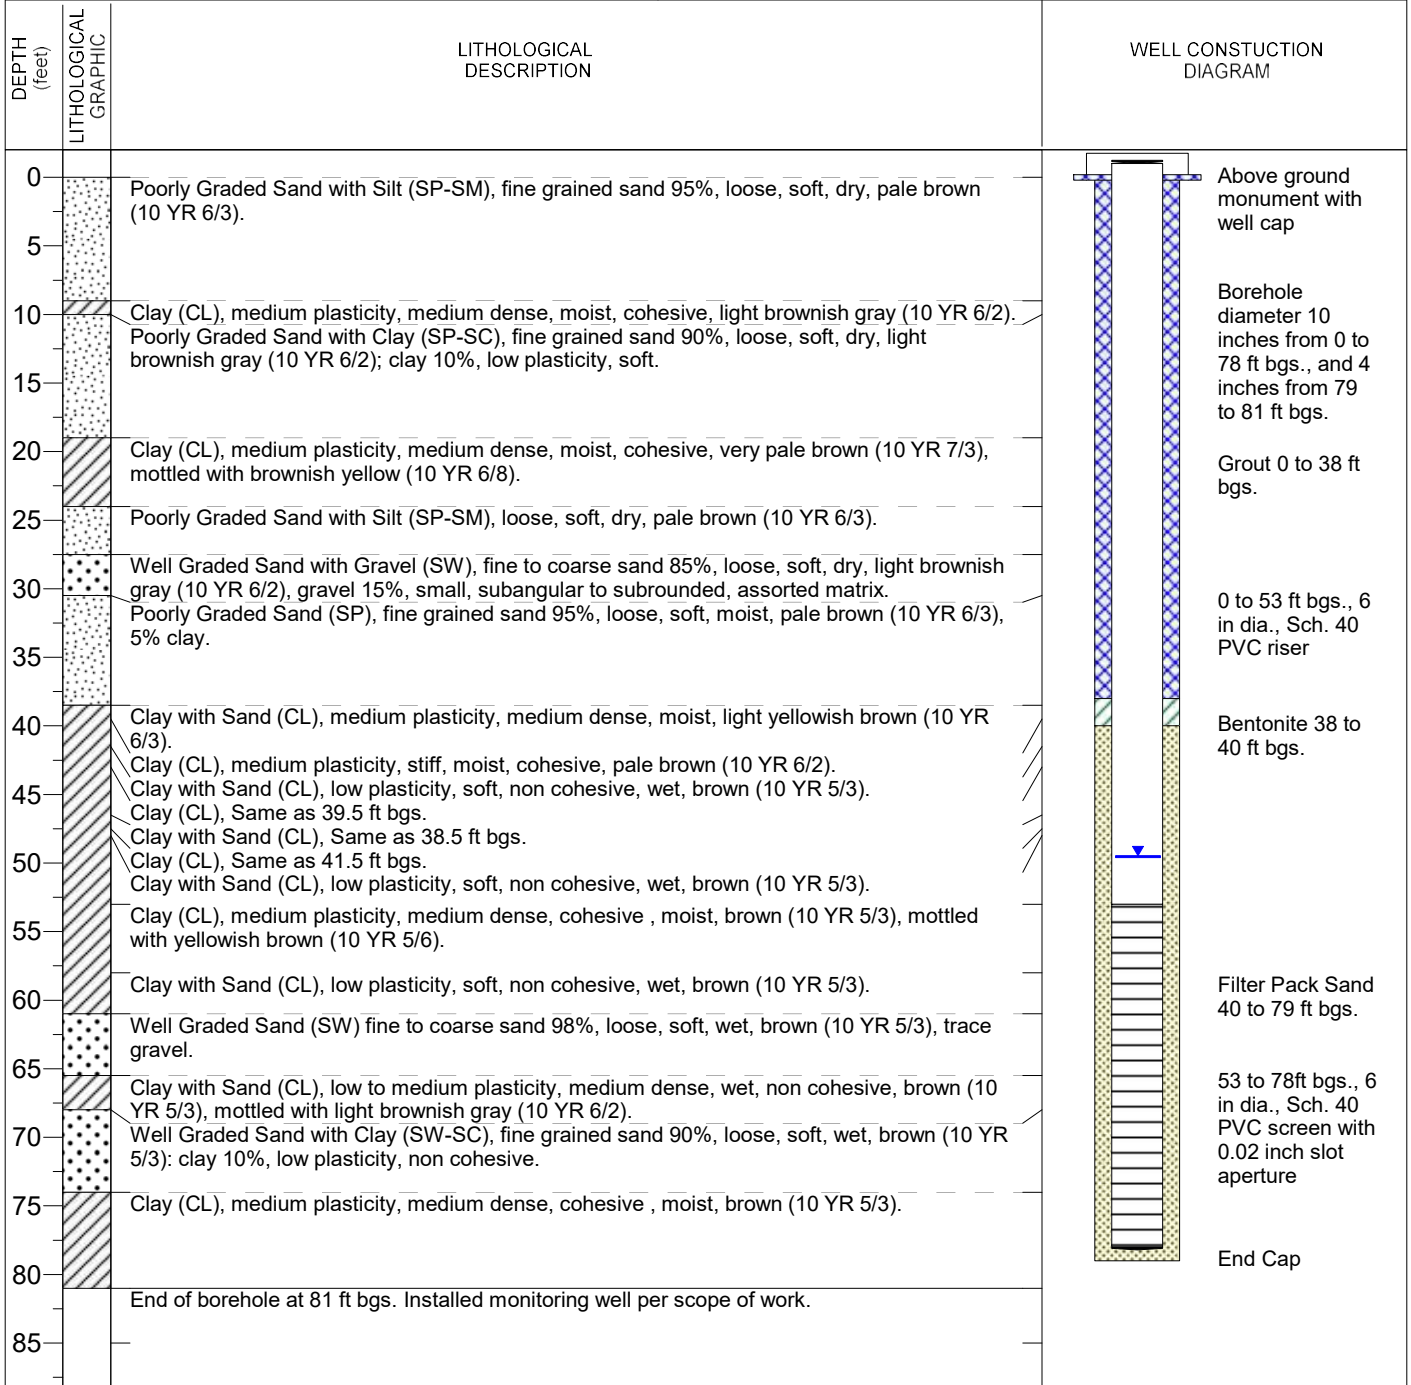 DEPTH
(feet)
LITHOLOGICAL
GRAPHIC
LITHOLOGICAL
DESCRIPTION
WELL CONSTUCTION
DIAGRAM
0
5
10
15
20
25
30
35
40
45
50
55
60
65
70
75
80
85
Poorly Graded Sand with Silt (SP-SM), fine grained sand 95%, loose, soft, dry, pale brown
(10 YR 6/3).
Clay (CL), medium plasticity, medium dense, moist, cohesive, light brownish gray (10 YR 6/2).
Poorly Graded Sand with Clay (SP-SC), fine grained sand 90%, loose, soft, dry, light
brownish gray (10 YR 6/2); clay 10%, low plasticity, soft.
Clay (CL), medium plasticity, medium dense, moist, cohesive, very pale brown (10 YR 7/3),
mottled with brownish yellow (10 YR 6/8).
Poorly Graded Sand with Silt (SP-SM), loose, soft, dry, pale brown (10 YR 6/3).
Well Graded Sand with Gravel (SW), fine to coarse sand 85%, loose, soft, dry, light brownish
gray (10 YR 6/2), gravel 15%, small, subangular to subrounded, assorted matrix.
Poorly Graded Sand (SP), fine grained sand 95%, loose, soft, moist, pale brown (10 YR 6/3),
5% clay.
Clay with Sand (CL), medium plasticity, medium dense, moist, light yellowish brown (10 YR
6/3).
Clay (CL), medium plasticity, stiff, moist, cohesive, pale brown (10 YR 6/2).
Clay with Sand (CL), low plasticity, soft, non cohesive, wet, brown (10 YR 5/3).
Clay (CL), Same as 39.5 ft bgs.
Clay with Sand (CL), Same as 38.5 ft bgs.
Clay (CL), Same as 41.5 ft bgs.
Clay with Sand (CL), low plasticity, soft, non cohesive, wet, brown (10 YR 5/3).
Clay (CL), medium plasticity, medium dense, cohesive , moist, brown (10 YR 5/3), mottled
with yellowish brown (10 YR 5/6).
Clay with Sand (CL), low plasticity, soft, non cohesive, wet, brown (10 YR 5/3).
Well Graded Sand (SW) fine to coarse sand 98%, loose, soft, wet, brown (10 YR 5/3), trace
gravel.
Clay with Sand (CL), low to medium plasticity, medium dense, wet, non cohesive, brown (10
YR 5/3), mottled with light brownish gray (10 YR 6/2).
Well Graded Sand with Clay (SW-SC), fine grained sand 90%, loose, soft, wet, brown (10 YR
5/3): clay 10%, low plasticity, non cohesive.
Clay (CL), medium plasticity, medium dense, cohesive , moist, brown (10 YR 5/3).
End of borehole at 81 ft bgs. Installed monitoring well per scope of work.
Above ground
monument with
well cap
Borehole
diameter 10
inches from 0 to
78 ft bgs., and 4
inches from 79
to 81 ft bgs.
Grout 0 to 38 ft
bgs.
0 to 53 ft bgs., 6
in dia., Sch. 40
PVC riser
Bentonite 38 to
40 ft bgs.
Filter Pack Sand
40 to 79 ft bgs.
53 to 78ft bgs., 6
in dia., Sch. 40
PVC screen with
0.02 inch slot
aperture
End Cap